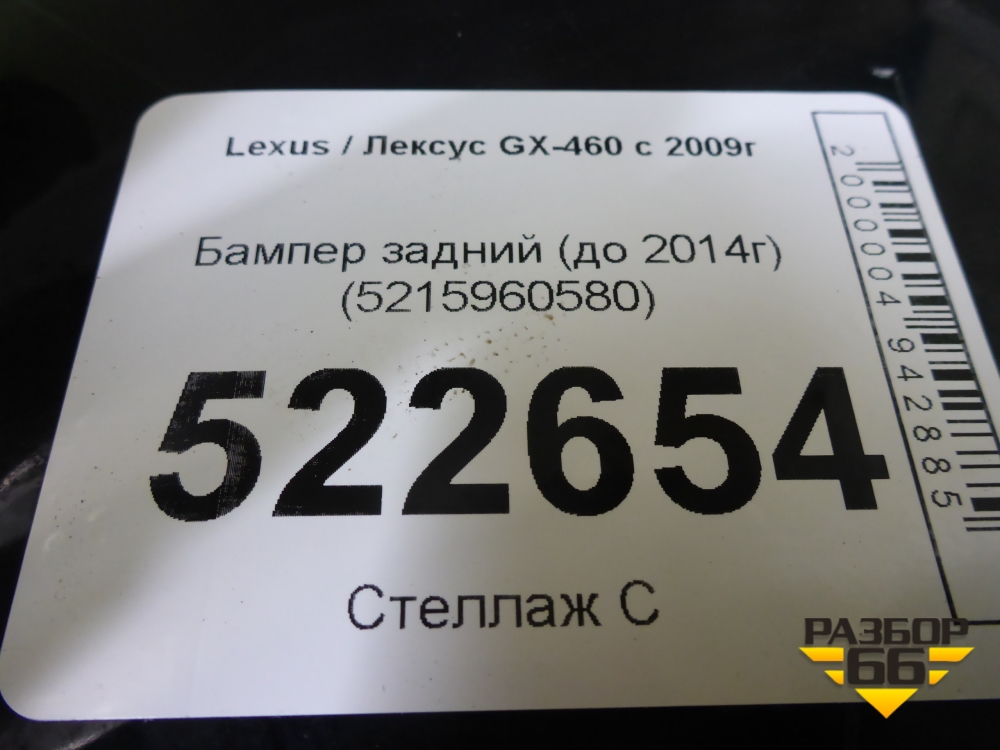 Lexus / Лексус GX-460 с 2009г
Бампер задний (до 2014г)
(5215960580)
522654
Стеллаж С
2000004942885
РАЗБОР
66